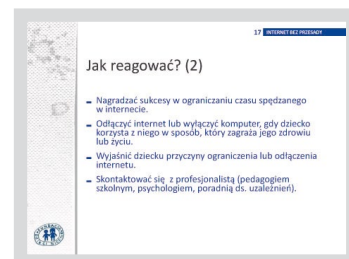 17 INTERNET BEZ PRZESADY
Jak reagować? (2)
Nagradzać sukcesy w ograniczaniu czasu spędzanego
w internecie.
Odłączyć internet lub wyłączyć komputer, gdy dziecko
korzysta z niego w sposób, który zagraża jego zdrowiu
lub życiu.
Wyjaśnić dziecku przyczyny ograniczenia lub odłączenia
internetu.
Skontaktować się z profesjonalistą (pedagogiem
szkolnym, psychologiem, poradnią ds. uzależnień).